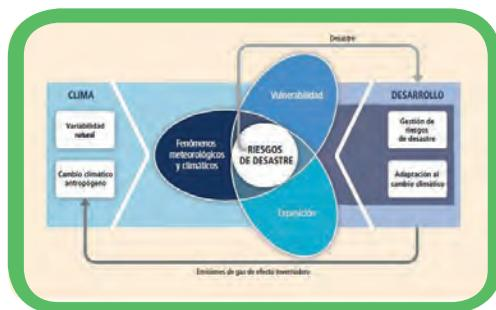 Desastre
CLIMA
Variabilidad
natural
Cambio climático
antropógeno
Fenómenos
meteorológicos
y climáticos
Vulnerabilidad
RIESGOS
DE DESASTRE
Exposición
DESARROLLO
Gestión de
riesgos
de desastre
Adaptación al
cambio climático
Emisiones de gas de efecto invernadero